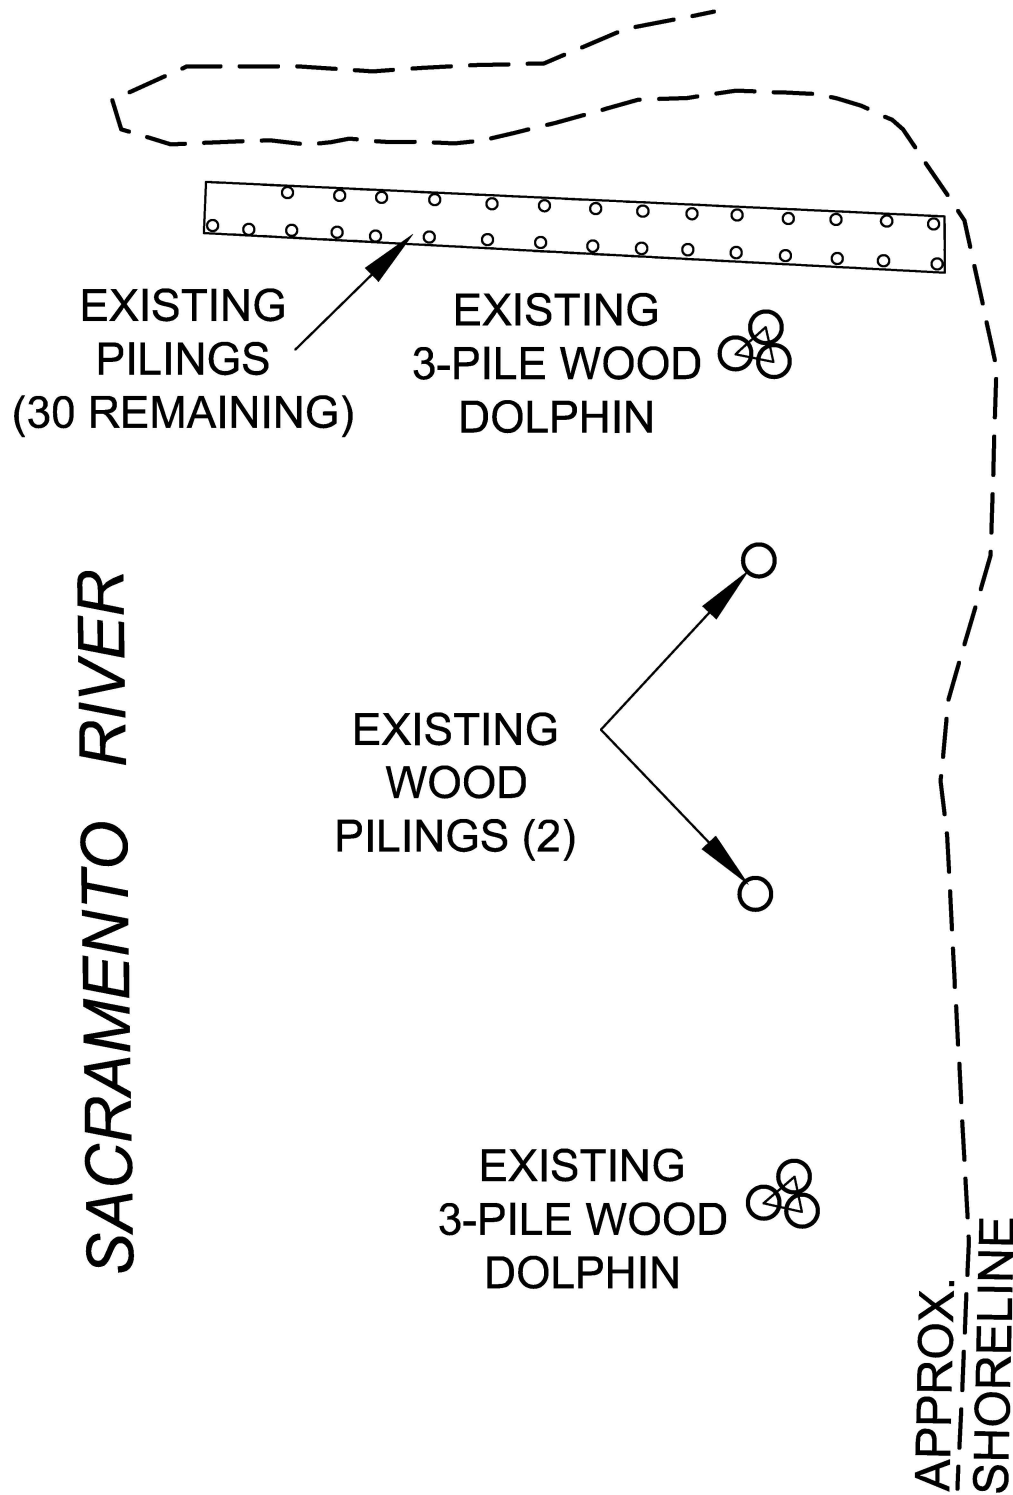 EXISTING
PILINGS
(30 REMAINING)
EXISTING
3-PILE WOOD
DOLPHIN
SACRAMENTO RIVER
EXISTING
WOOD
PILINGS (2)
EXISTING
3-PILE WOOD
DOLPHIN
APPROX.
SHORELINE